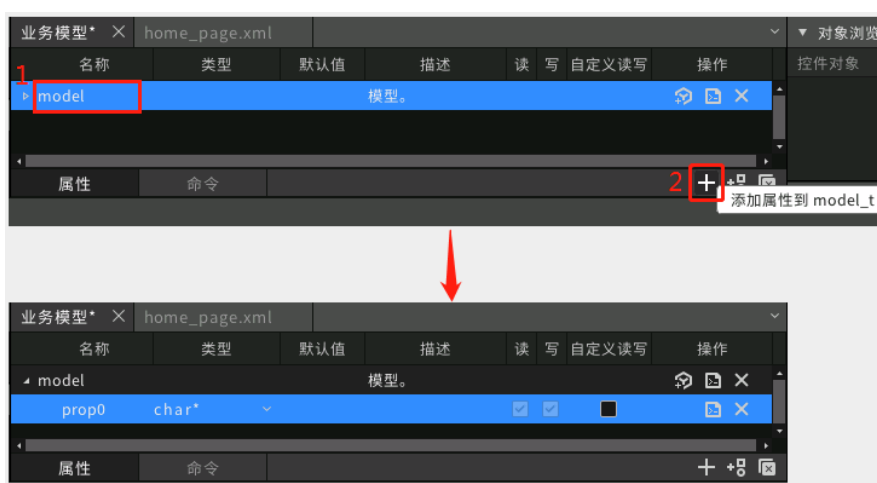 业务模型* × home_page.xml ▼ 对象浏览
名称 类型 默认值 描述 读 写 自定义读写 操作 控件对象
1
model 模型。
属性 命令 2
添加属性到 model_t
业务模型* × home_page.xml
名称 类型 默认值 描述 读 写 自定义读写 操作
model 模型。
prop0 char*
属性 命令